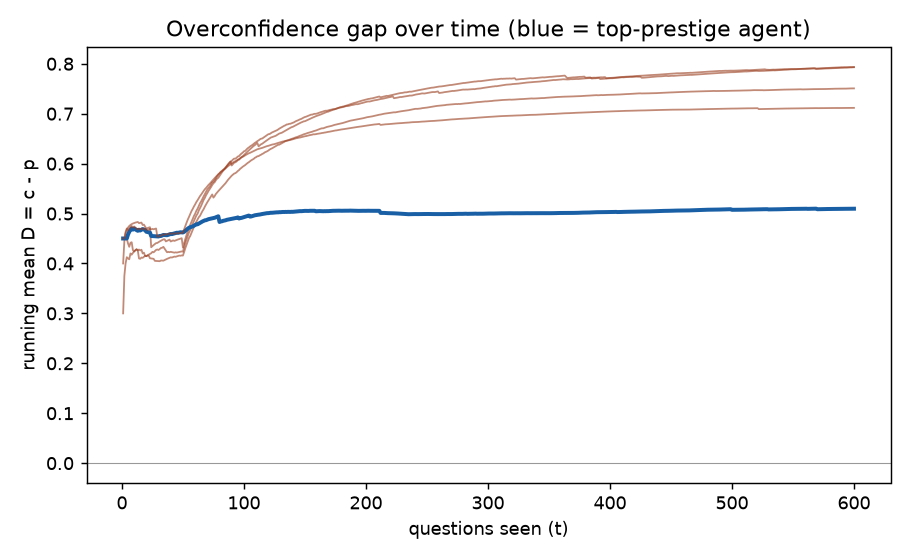 Overconfidence gap over time (blue = top-prestige agent)
running mean D = c - p
0.8
0.7
0.6
0.5
0.4
0.3
0.2
0.1
0.0
0 100 200 300 400 500 600
questions seen (t)